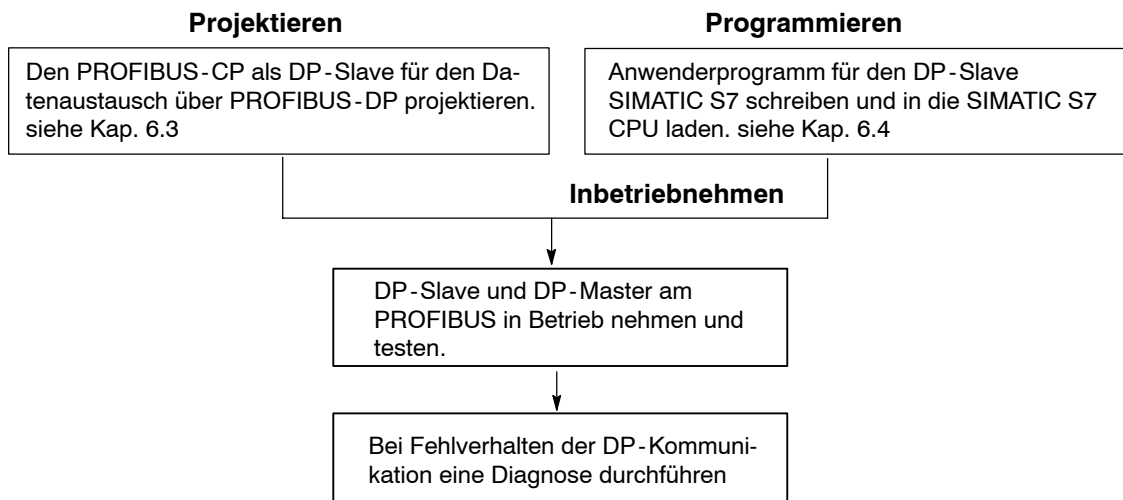 Projektieren
Den PROFIBUS-CP als DP-Slave für den Da-
tenaustausch über PROFIBUS-DP projektieren.
siehe Kap. 6.3
Programmieren
Anwenderprogramm für den DP-Slave
SIMATIC S7 schreiben und in die SIMATIC S7
CPU laden. siehe Kap. 6.4
Inbetriebnehmen
DP-Slave und DP-Master am
PROFIBUS in Betrieb nehmen und
testen.
Bei Fehlverhalten der DP-Kommuni-
kation eine Diagnose durchführen